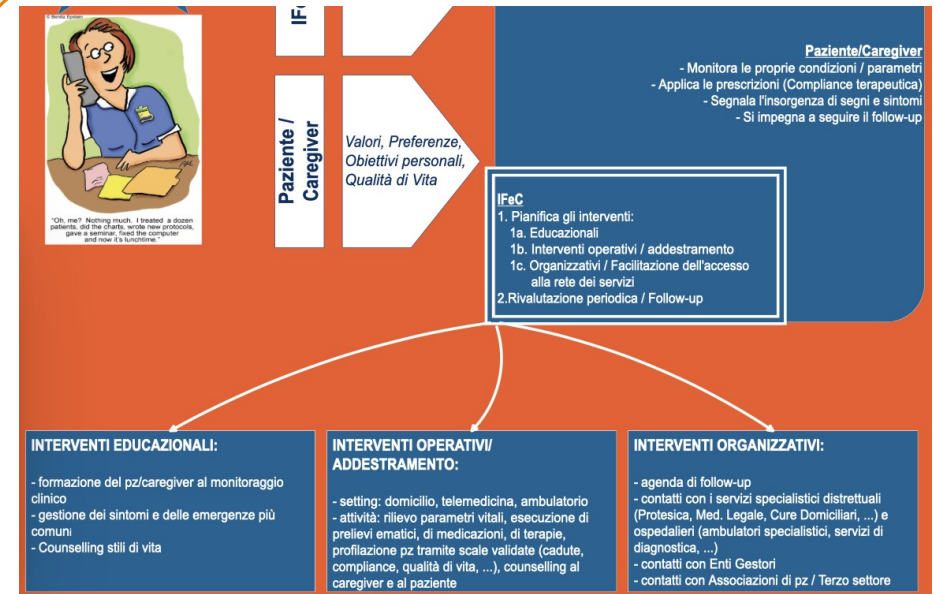 © Benita Epstein
IFeC
Paziente/Caregiver
- Monitora le proprie condizioni / parametri
- Applica le prescrizioni (Compliance terapeutica)
- Segnala l'insorgenza di segni e sintomi
- Si impegna a seguire il follow-up
Paziente /
Caregiver
Valori, Preferenze,
Obiettivi personali,
Qualità di Vita
"Oh, me? Nothing much. I treated a dozen
patients, did the charts, wrote new protocols,
gave a seminar, fixed the computer
and now it's lunchtime."
IFeC
1. Pianifica gli interventi:
1a. Educazionali
1b. Interventi operativi / addestramento
1c. Organizzativi / Facilitazione dell'accesso
alla rete dei servizi
2.Rivalutazione periodica / Follow-up
INTERVENTI EDUCAZIONALI:
- formazione del pz/caregiver al monitoraggio
clinico
- gestione dei sintomi e delle emergenze più
comuni
- Counselling stili di vita
INTERVENTI OPERATIVI/
ADDESTRAMENTO:
- setting: domicilio, telemedicina, ambulatorio
- attività: rilievo parametri vitali, esecuzione di
prelievi ematici, di medicazioni, di terapie,
profilazione pz tramite scale validate (cadute,
compliance, qualità di vita, ...), counselling al
caregiver e al paziente
INTERVENTI ORGANIZZATIVI:
- agenda di follow-up
- contatti con i servizi specialistici distrettuali
(Protesica, Med. Legale, Cure Domiciliari, ...) e
ospedalieri (ambulatori specialistici, servizi di
diagnostica, ...)
- contatti con Enti Gestori
- contatti con Associazioni di pz / Terzo settore